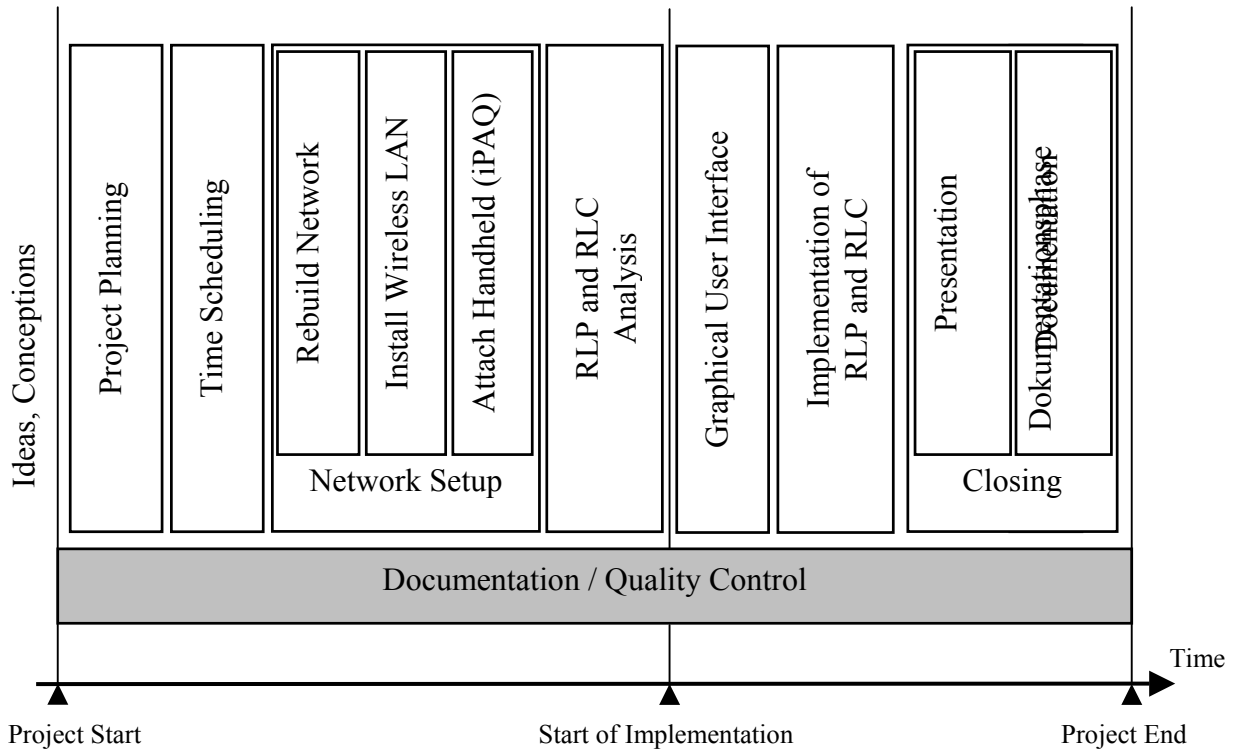 Ideas, Conceptions
Project Planning
Time Scheduling
Rebuild Network
Install Wireless LAN
Attach Handheld (iPAQ)
Network Setup
RLP and RLC
Analysis
Graphical User Interface
Implementation of
RLP and RLC
Presentation
Dokumentationsphase
Documentation
Closing
Documentation / Quality Control
Time
Project Start
Start of Implementation
Project End